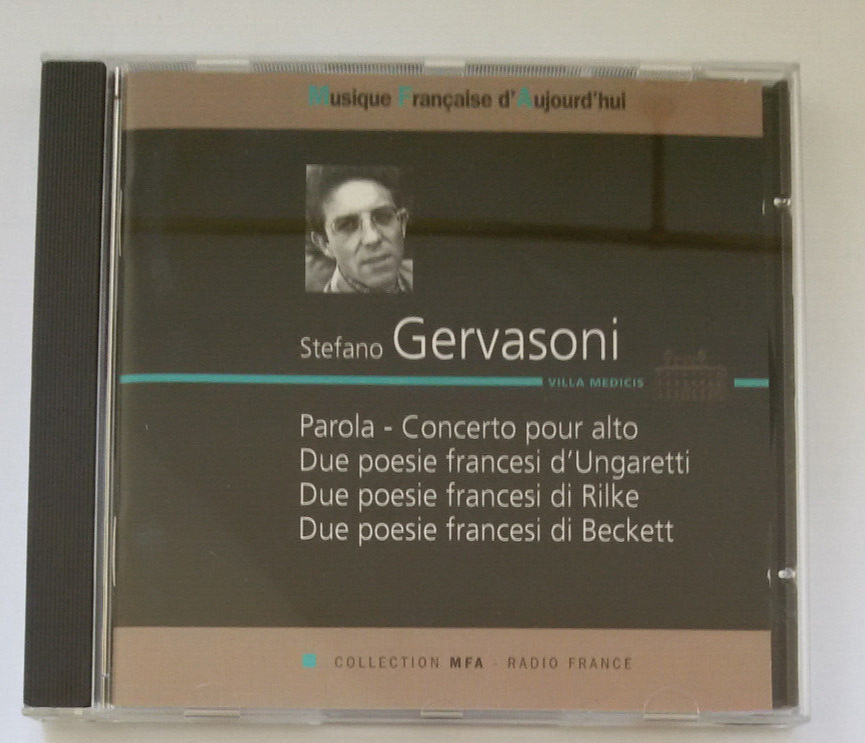 Musique Française d'Aujourd'hui
Stefano Gervasoni
VILLA MEDICIS
Parola - Concerto pour alto
Due poesie francesi d'Ungaretti
Due poesie francesi di Rilke
Due poesie francesi di Beckett
COLLECTION MFA - RADIO FRANCE